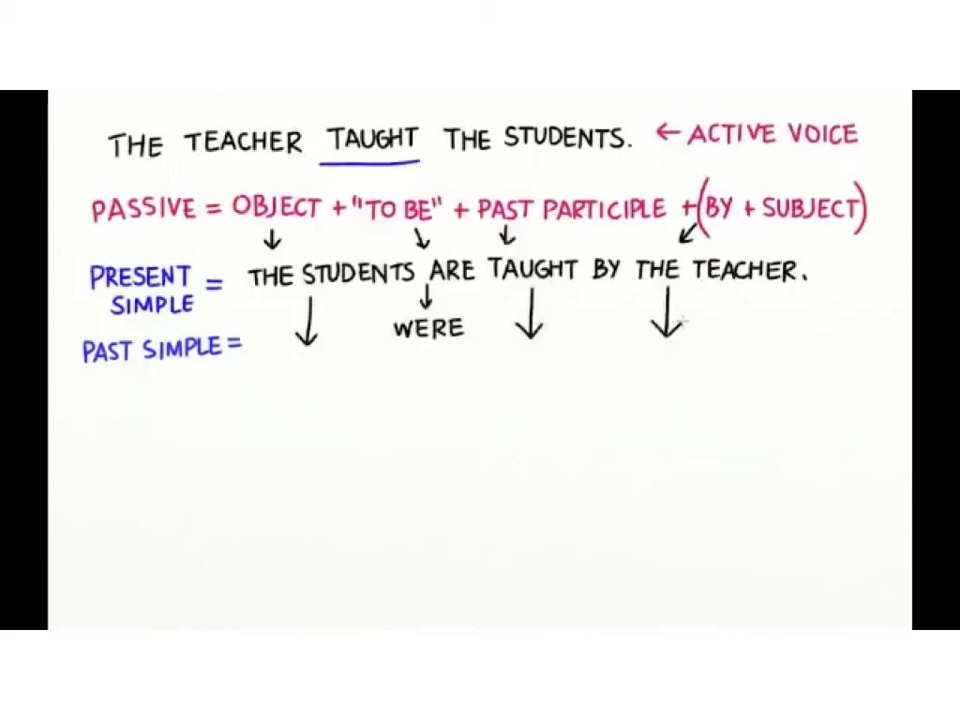 THE TEACHER TAUGHT THE STUDENTS. ← ACTIVE VOICE
PASSIVE = OBJECT + "TO BE" + PAST PARTICIPLE + (BY + SUBJECT)
PRESENT SIMPLE = THE STUDENTS ARE TAUGHT BY THE TEACHER.
WERE
PAST SIMPLE =